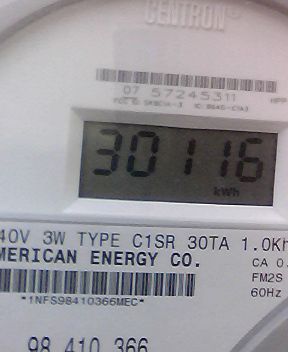 CENTRON®
07 57245311
30116
kWh
40V 3W TYPE C1SR 30TA 1.0Kh
MERICAN ENERGY CO.
CA 0.
FM2S
60Hz
*1NFS98410366MEC*
98 410 366